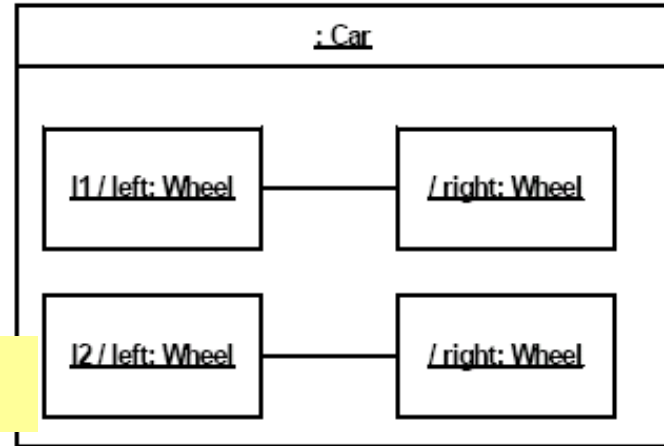 : Car
l1 / left: Wheel
/ right: Wheel
l2 / left: Wheel
/ right: Wheel